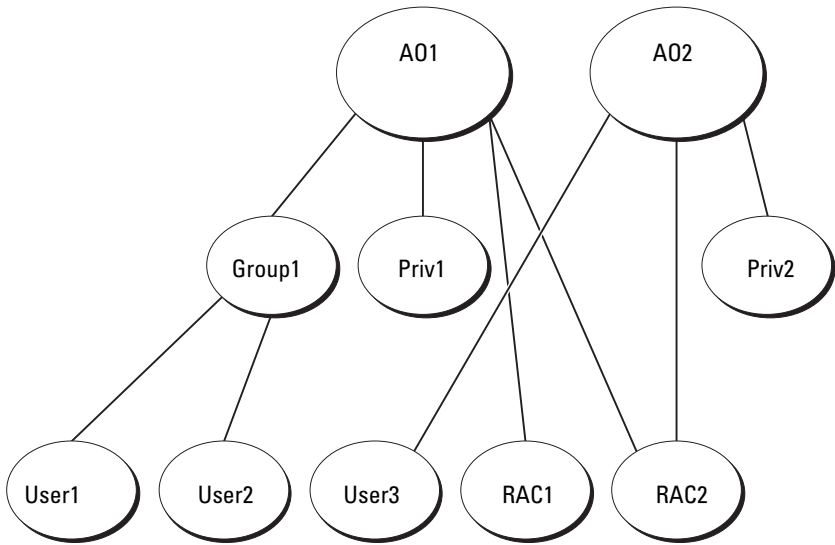 AO1
AO2
Group1
Priv1
Priv2
User1
User2
User3
RAC1
RAC2